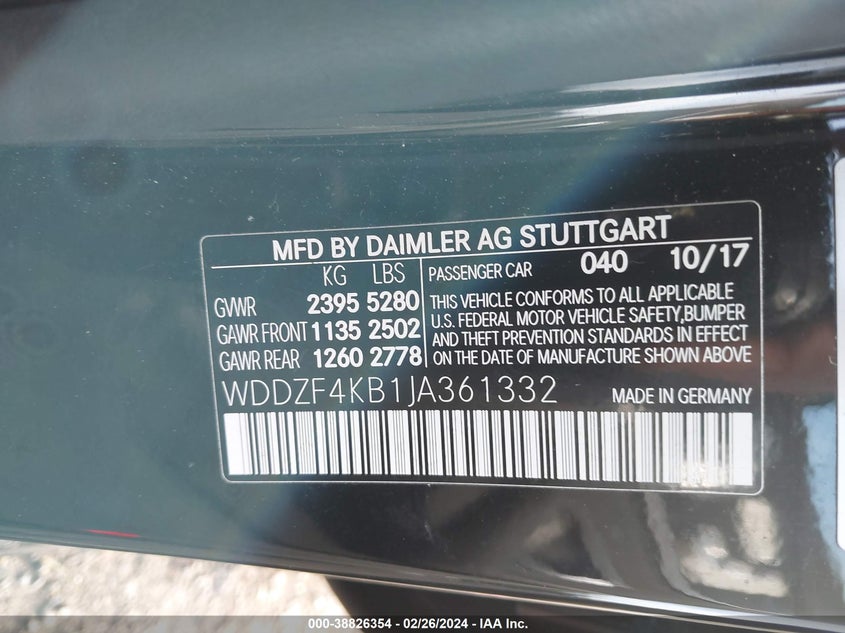 MFD BY DAIMLER AG STUTTGART
KG LBS PASSENGER CAR 040 10/17
GVWR 2395 5280 THIS VEHICLE CONFORMS TO ALL APPLICABLE
GAWR FRONT 1135 2502 U.S. FEDERAL MOTOR VEHICLE SAFETY,BUMPER
AND THEFT PREVENTION STANDARDS IN EFFECT
GAWR REAR 1260 2778 ON THE DATE OF MANUFACTURE SHOWN ABOVE
WDDZF4KB1JA361332 MADE IN GERMANY
000-38826354 - 02/26/2024 - IAA Inc.